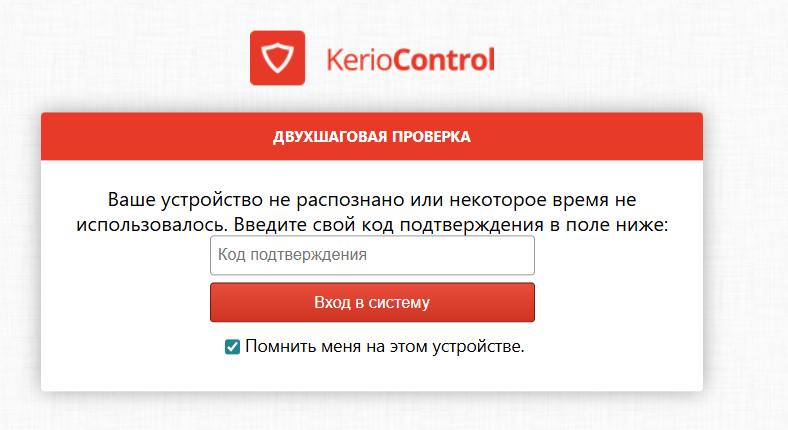 KerioControl
ДВУХШАГОВАЯ ПРОВЕРКА
Ваше устройство не распознано или некоторое время не
использовалось. Введите свой код подтверждения в поле ниже:
Код подтверждения
Вход в систему
Помнить меня на этом устройстве.